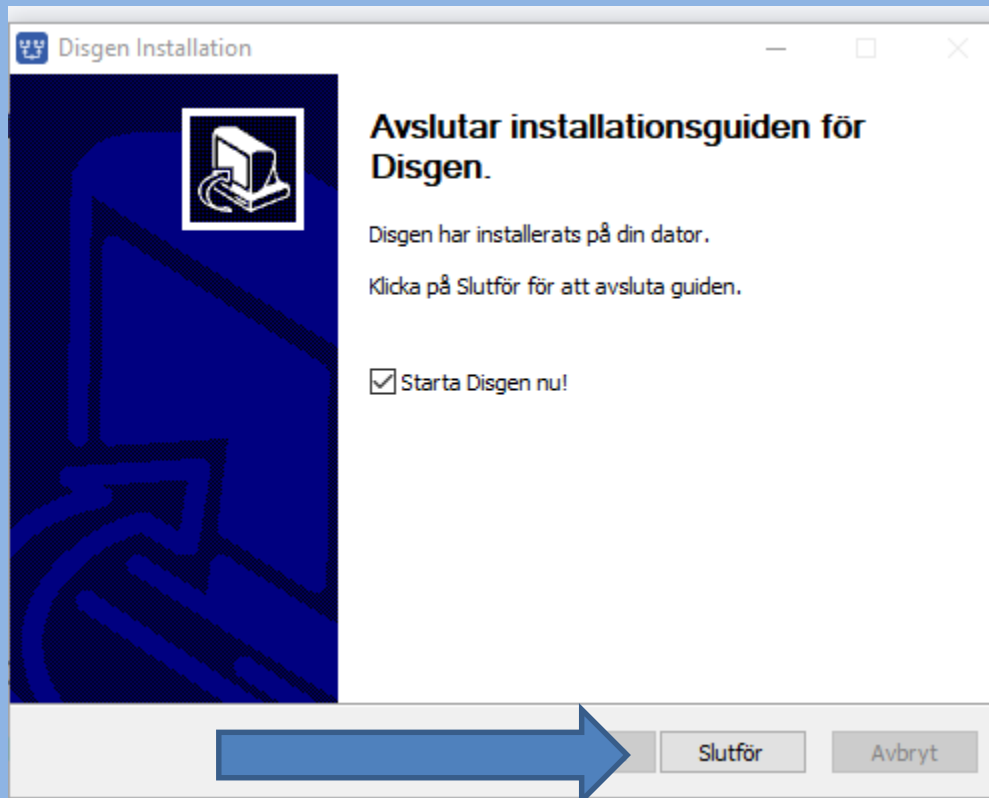 Disgen Installation
Avslutar installationsguiden för
Disgen.
Disgen har installerats på din dator.
Klicka på Slutför för att avsluta guiden.
Starta Disgen nu!
Slutför
Avbryt